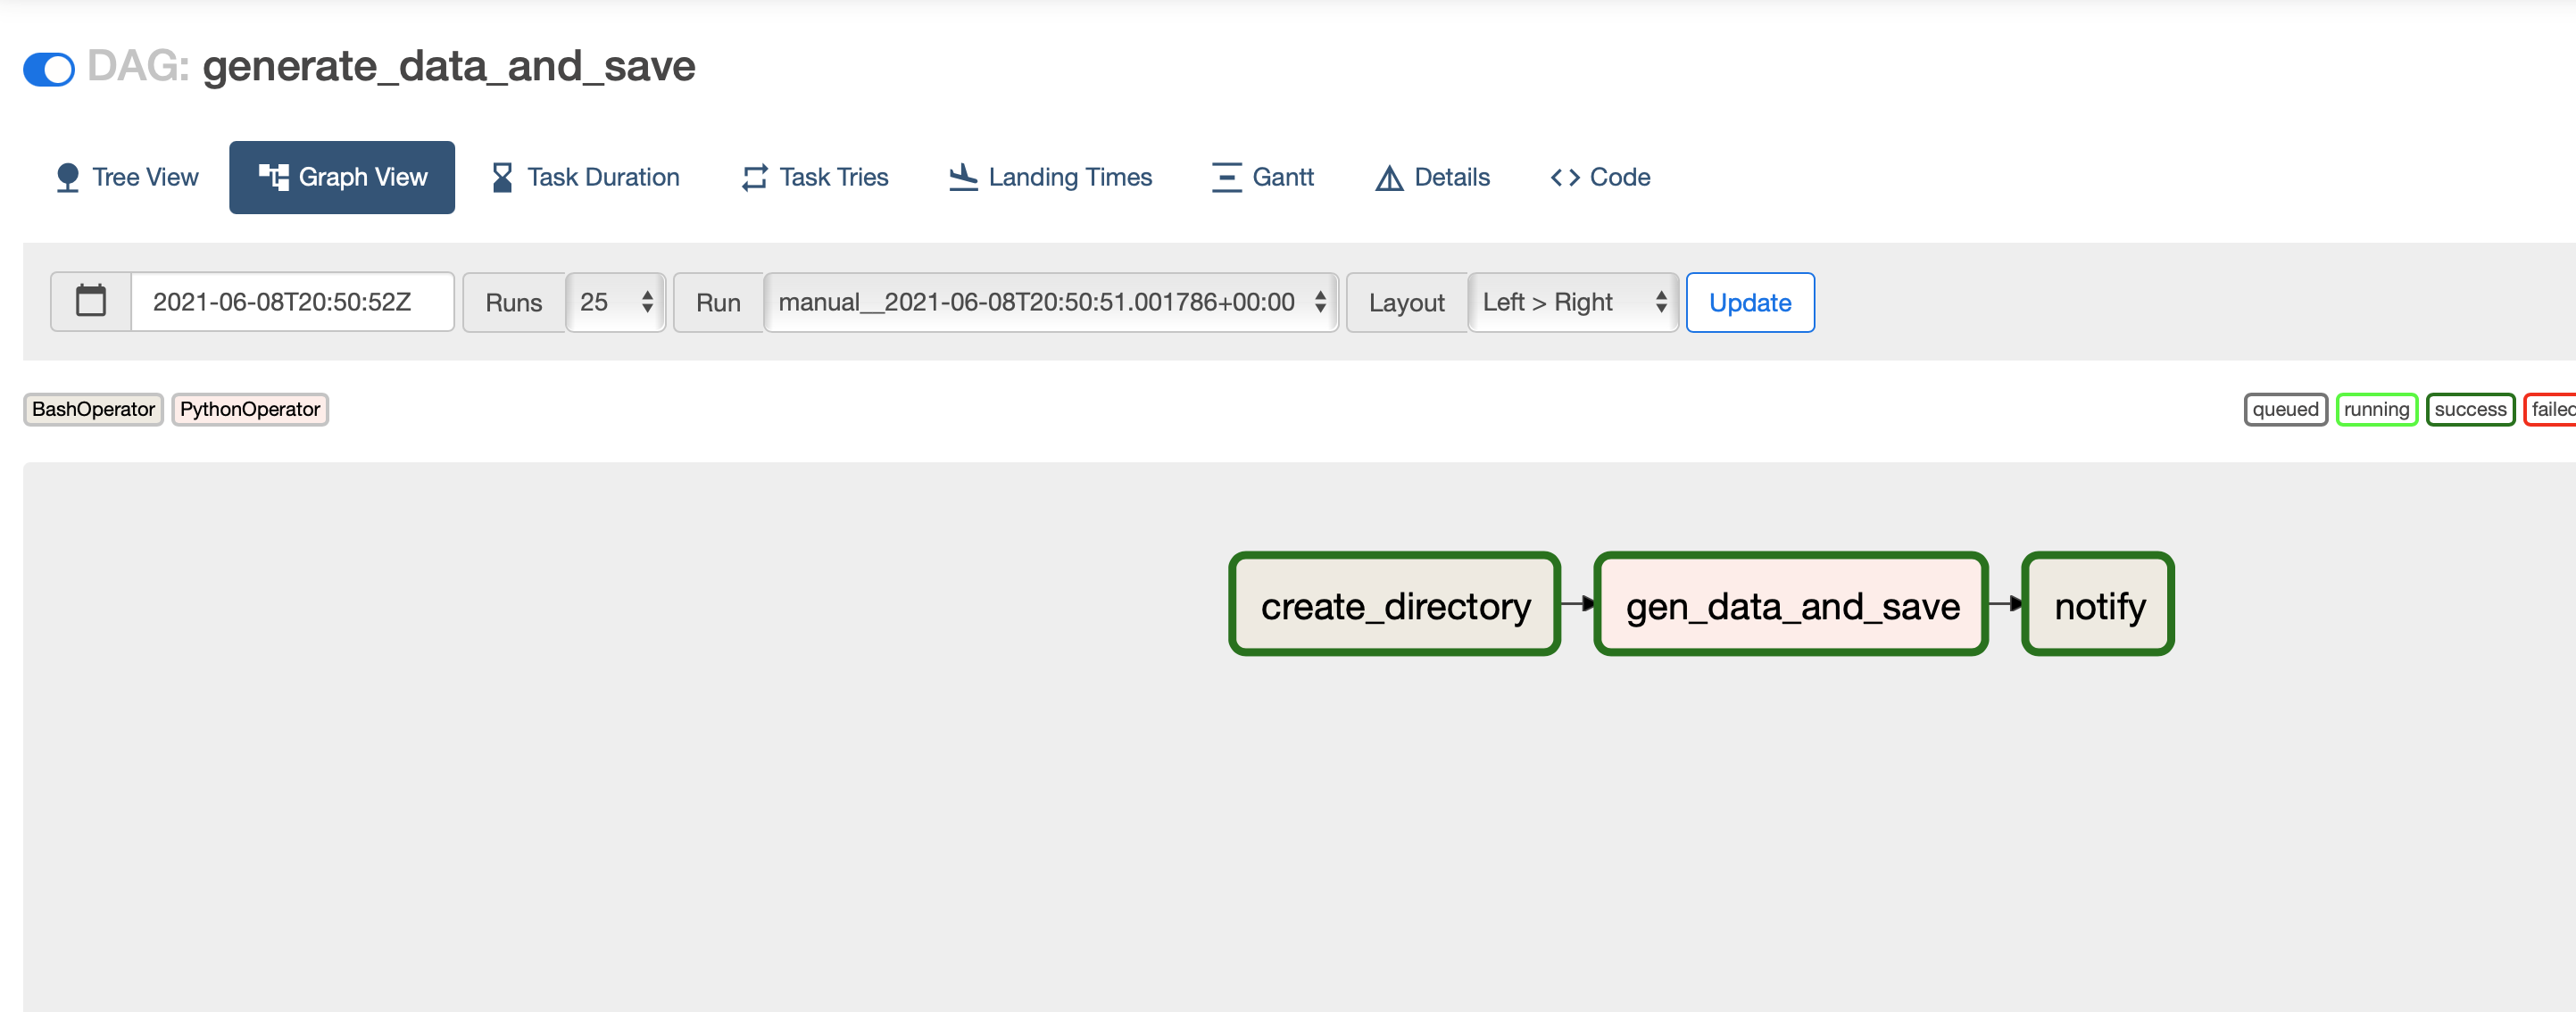 DAG: generate_data_and_save
Tree View Graph View Task Duration Task Tries Landing Times Gantt Details Code
2021-06-08T20:50:52Z Runs 25 Run manual__2021-06-08T20:50:51.001786+00:00 Layout Left > Right Update
BashOperator PythonOperator queued running success failed
create_directory gen_data_and_save notify